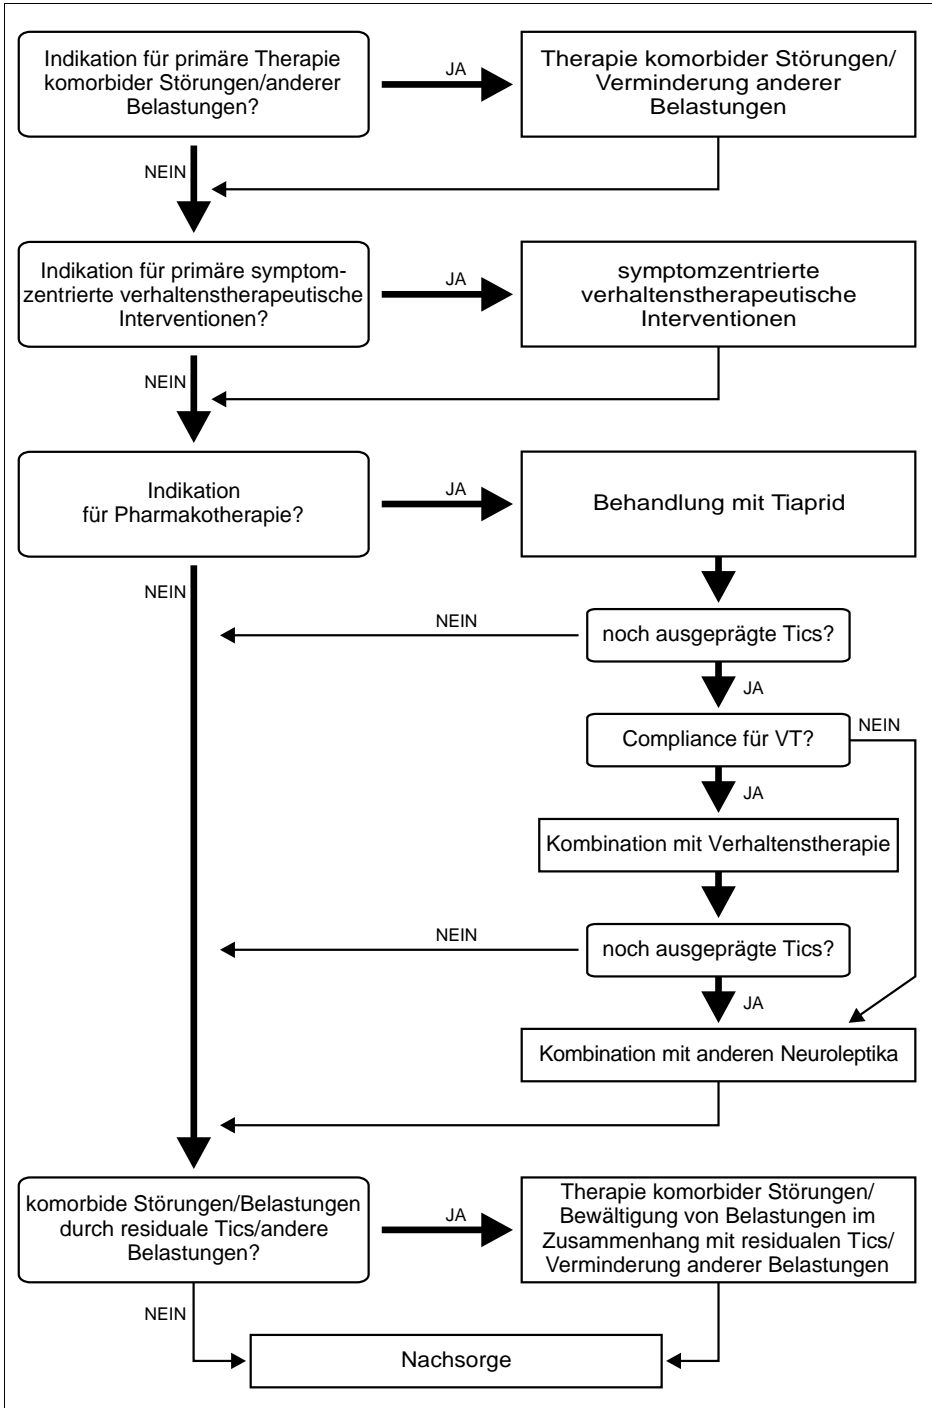 Indikation für primäre Therapie
komorbider Störungen/anderer
Belastungen?
JA
Therapie komorbider Störungen/
Verminderung anderer
Belastungen
NEIN
Indikation für primäre symptom-
zentrierte verhaltenstherapeutische
Interventionen?
JA
symptomzentrierte
verhaltenstherapeutische
Interventionen
NEIN
Indikation
für Pharmakotherapie?
JA
Behandlung mit Tiaprid
NEIN
noch ausgeprägte Tics?
NEIN
JA
Compliance für VT?
NEIN
JA
Kombination mit Verhaltenstherapie
noch ausgeprägte Tics?
NEIN
JA
Kombination mit anderen Neuroleptika
komorbide Störungen/Belastungen
durch residuale Tics/andere
Belastungen?
JA
Therapie komorbider Störungen/
Bewältigung von Belastungen im
Zusammenhang mit residualen Tics/
Verminderung anderer Belastungen
NEIN
Nachsorge